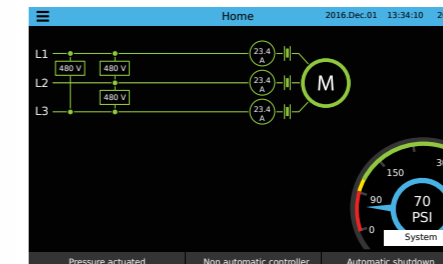 Home 2016.Dec.01 13:34:10
L1
480 V 480 V
23.4 A
L2
480 V
23.4 A
M
L3
23.4 A
150
90
70
PSI
0
System
Pressure actuated Non automatic controller Automatic shutdown